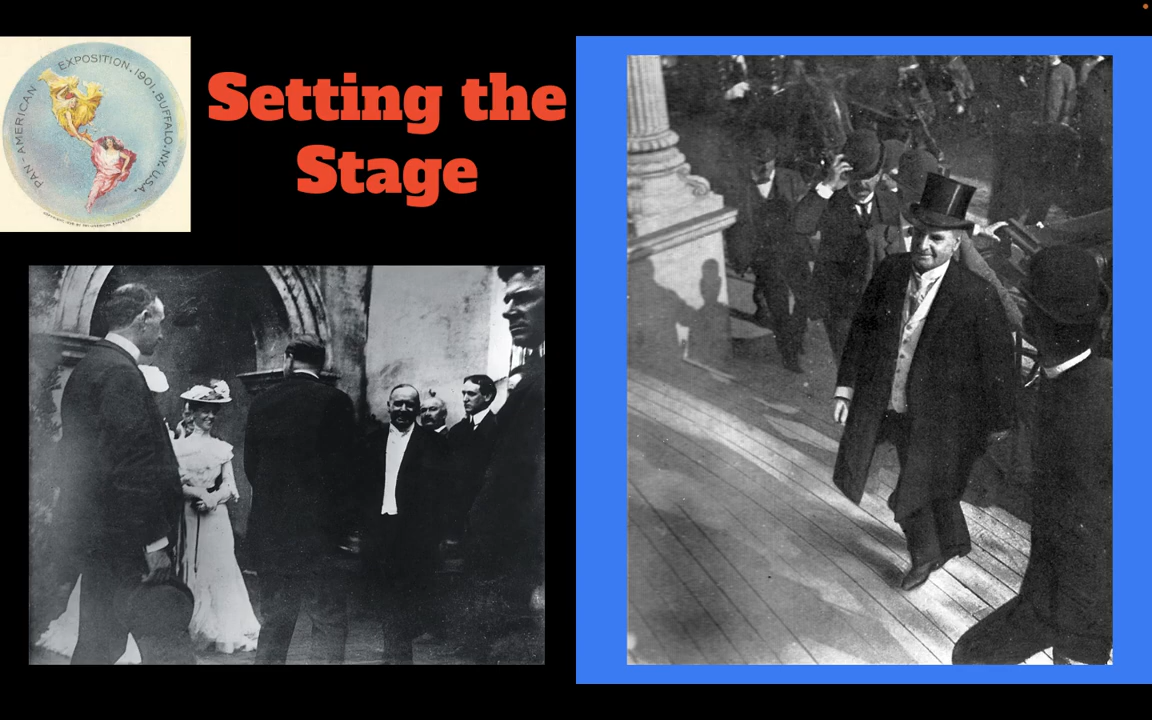 PAN-AMERICAN EXPOSITION, 1901, BUFFALO, N.Y. U.S.A.
Setting the
Stage